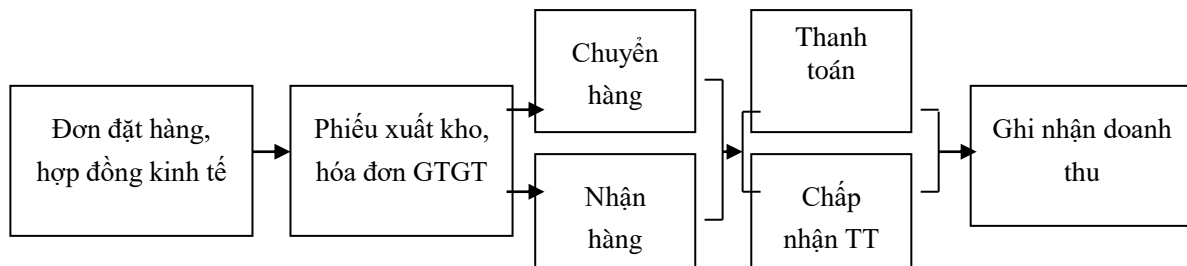 Đơn đặt hàng,
hợp đồng kinh tế
Phiếu xuất kho,
hóa đơn GTGT
Chuyển
hàng
Nhận
hàng
Thanh
toán
Chấp
nhận TT
Ghi nhận doanh
thu